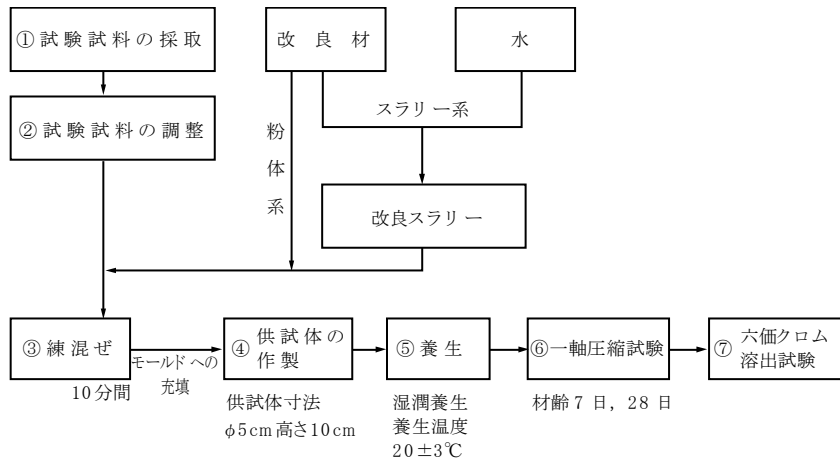 ①試験試料の採取
改良材
水
スラリー系
②試験試料の調整
粉体系
改良スラリー
③練混ぜ
モールドへの
充填
10分間
④供試体の
作製
供試体寸法
φ5cm高さ10cm
⑤養生
湿潤養生
養生温度
20±3℃
⑥一軸圧縮試験
材齢7日,28日
⑦六価クロム
溶出試験